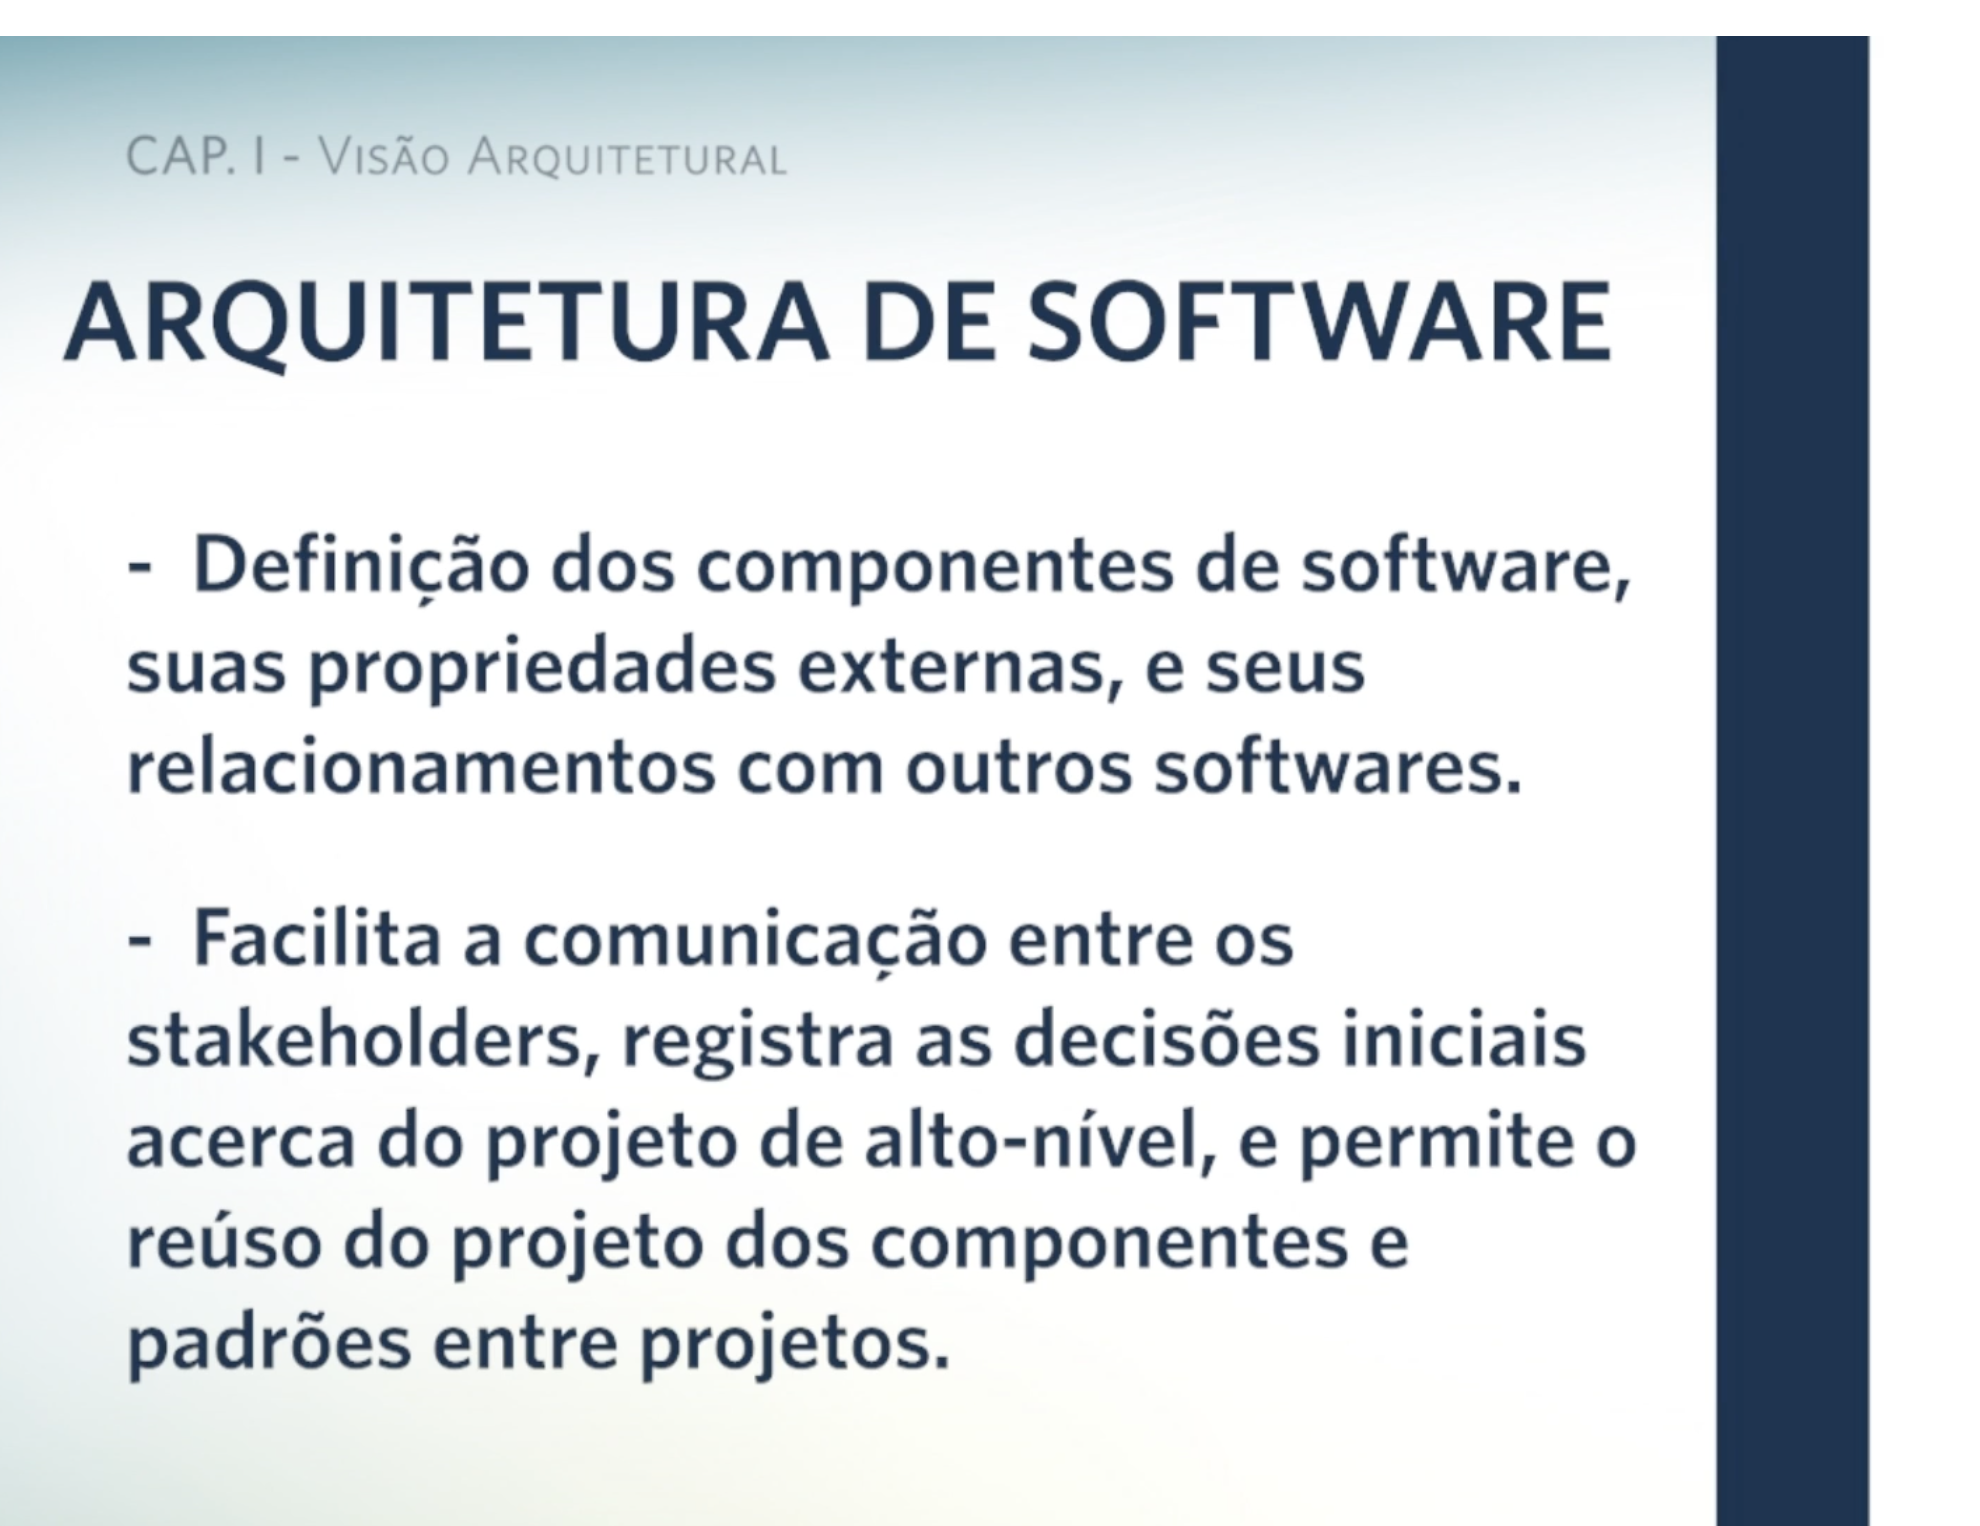 CAP. I - VISÃO ARQUITETURAL
ARQUITETURA DE SOFTWARE
- Definição dos componentes de software,
suas propriedades externas, e seus
relacionamentos com outros softwares.
- Facilita a comunicação entre os
stakeholders, registra as decisões iniciais
acerca do projeto de alto-nível, e permite o
reúso do projeto dos componentes e
padrões entre projetos.